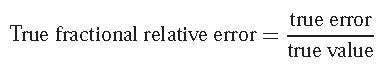 True fractional relative error = true error / true value